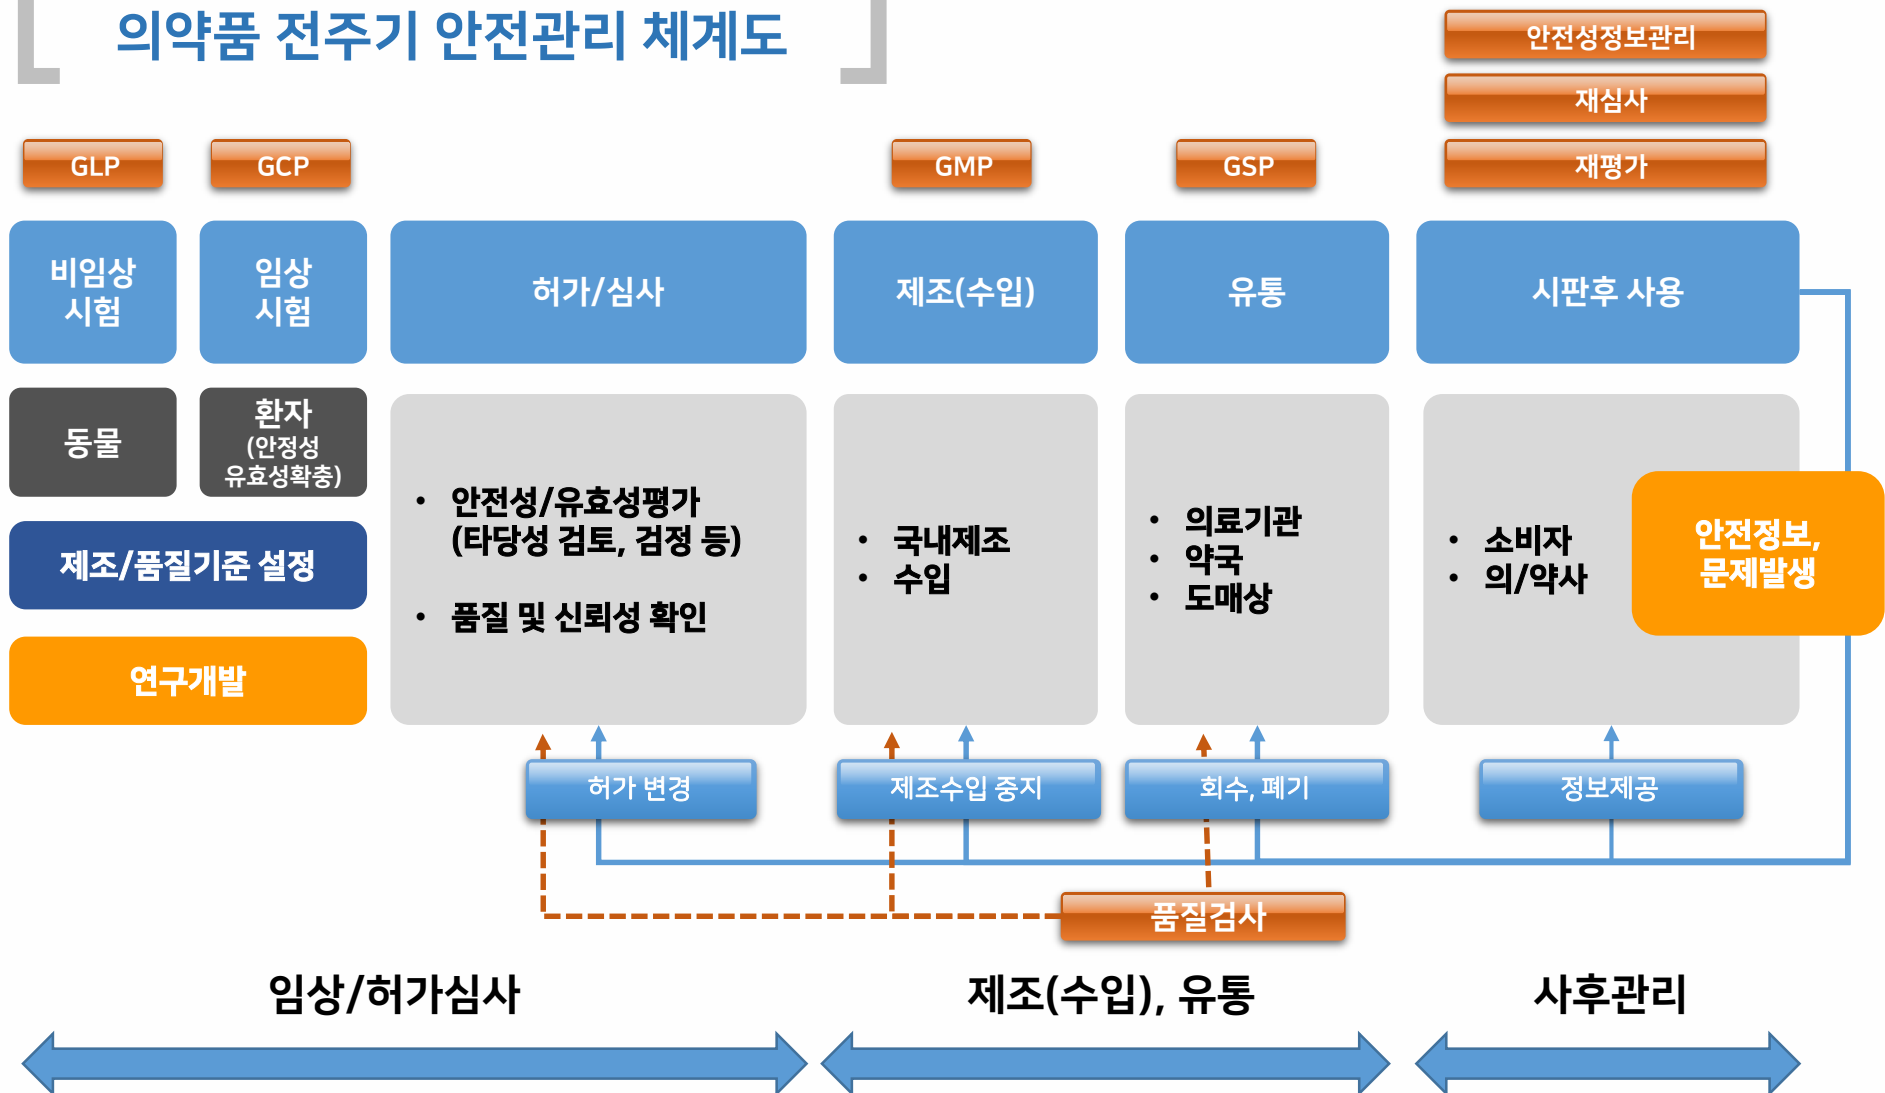 의약품 전주기 안전관리 체계도
안전성정보관리
재심사
재평가
GLP
GCP
GMP
GSP
비임상
시험
임상
시험
허가/심사
제조(수입)
유통
시판후 사용
동물
환자
(안정성
유효성확충)
제조/품질기준 설정
연구개발
• 안전성/유효성평가
(타당성 검토, 검정 등)
• 품질 및 신뢰성 확인
• 국내제조
• 수입
• 의료기관
• 약국
• 도매상
• 소비자
• 의/약사
안전정보,
문제발생
허가 변경
제조수입 중지
회수, 폐기
정보제공
품질검사
임상/허가심사
제조(수입), 유통
사후관리